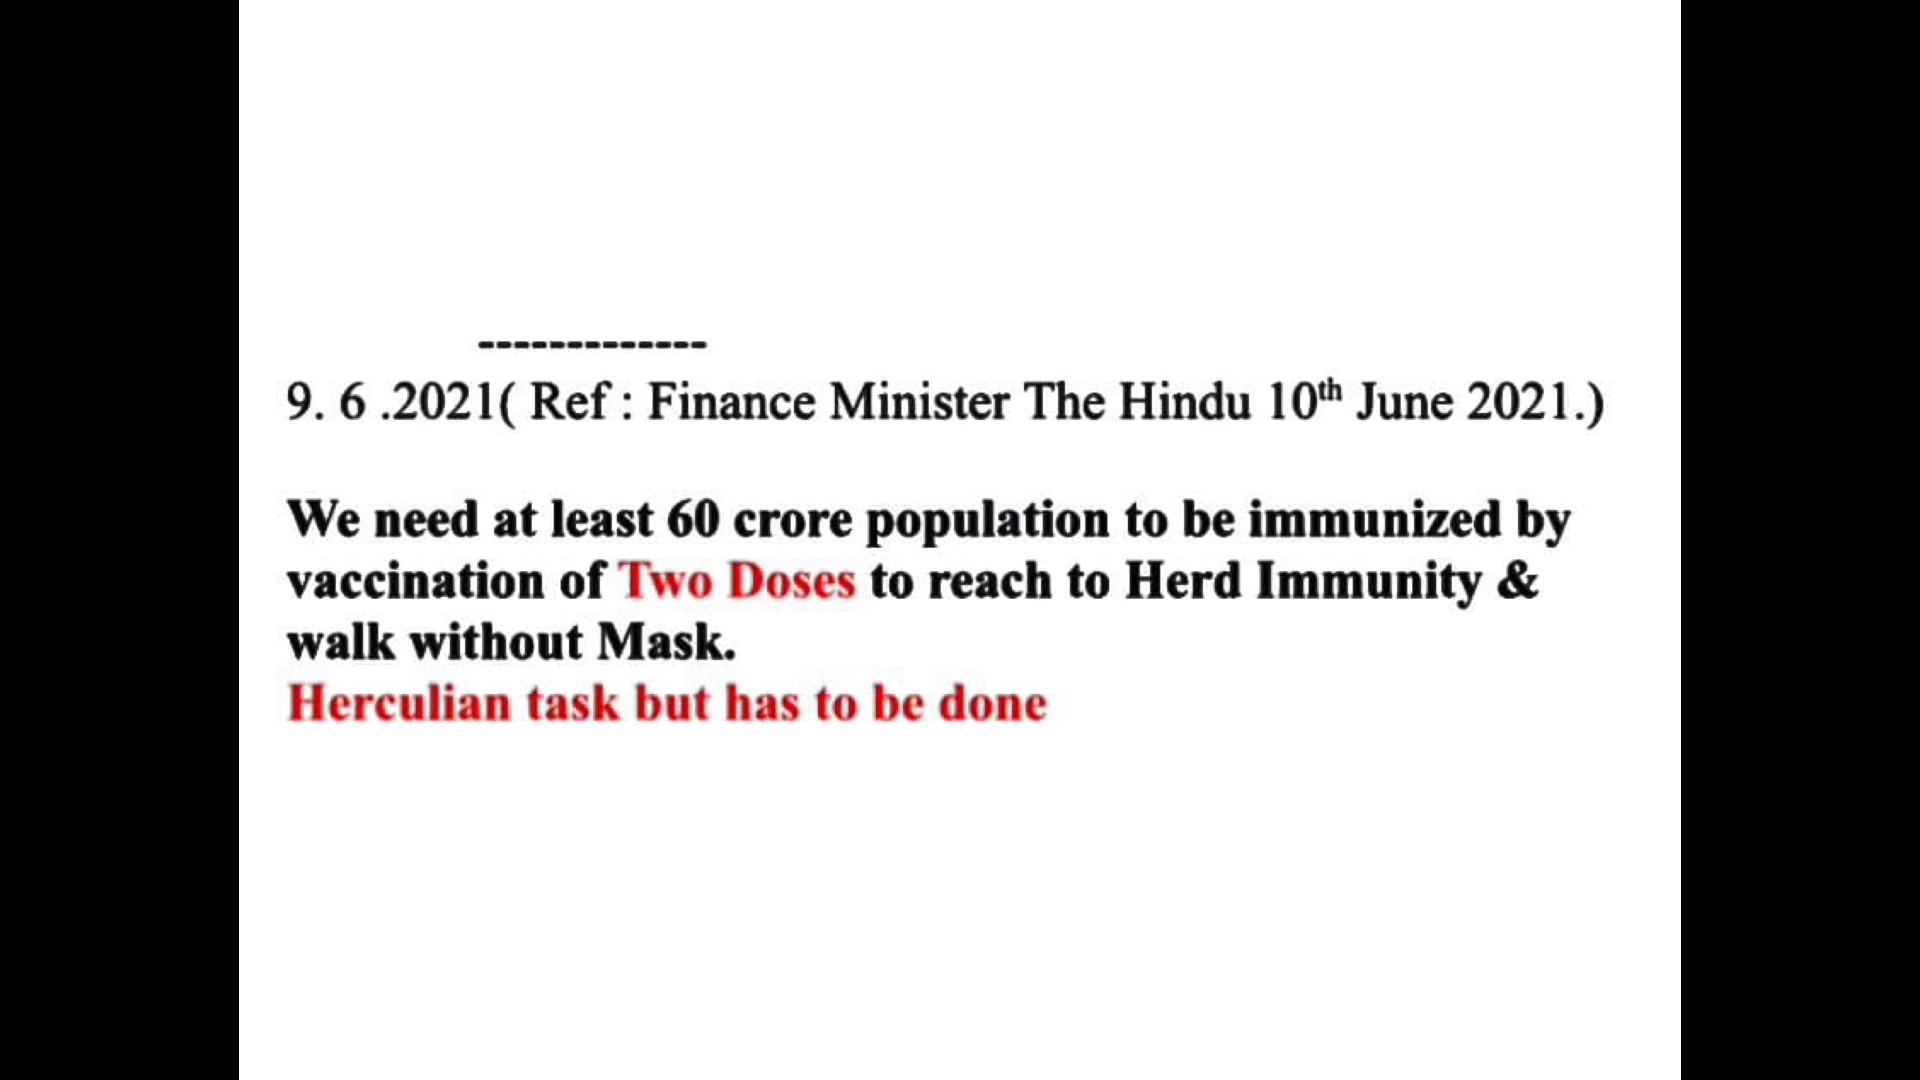 -------------
9. 6 .2021( Ref : Finance Minister The Hindu 10th June 2021.)
We need at least 60 crore population to be immunized by
vaccination of Two Doses to reach to Herd Immunity &
walk without Mask.
Herculian task but has to be done